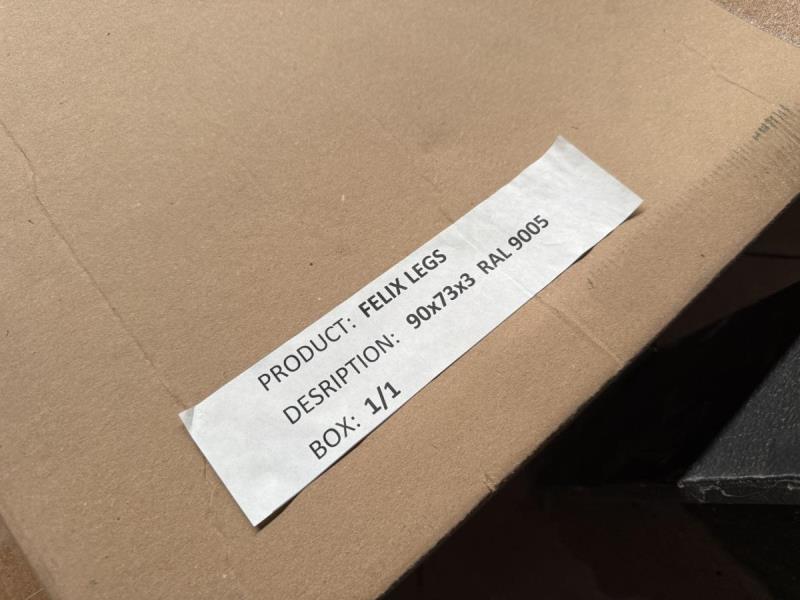 PRODUCT: FELIX LEGS
DESRIPTION: 90x73x3 RAL 9005
BOX: 1/1